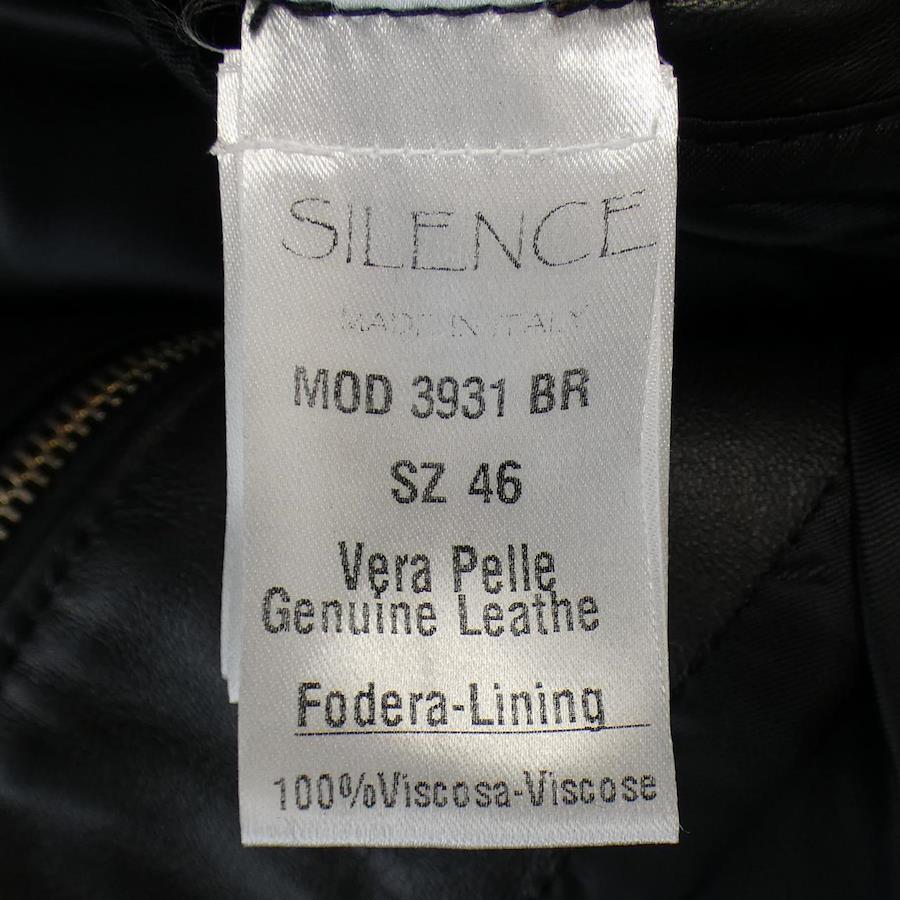 SILENCE
MADE IN ITALY
MOD 3931 BR
SZ 46
Vera Pelle
Genuine Leathe
Fodera-Lining
100%Viscosa-Viscose